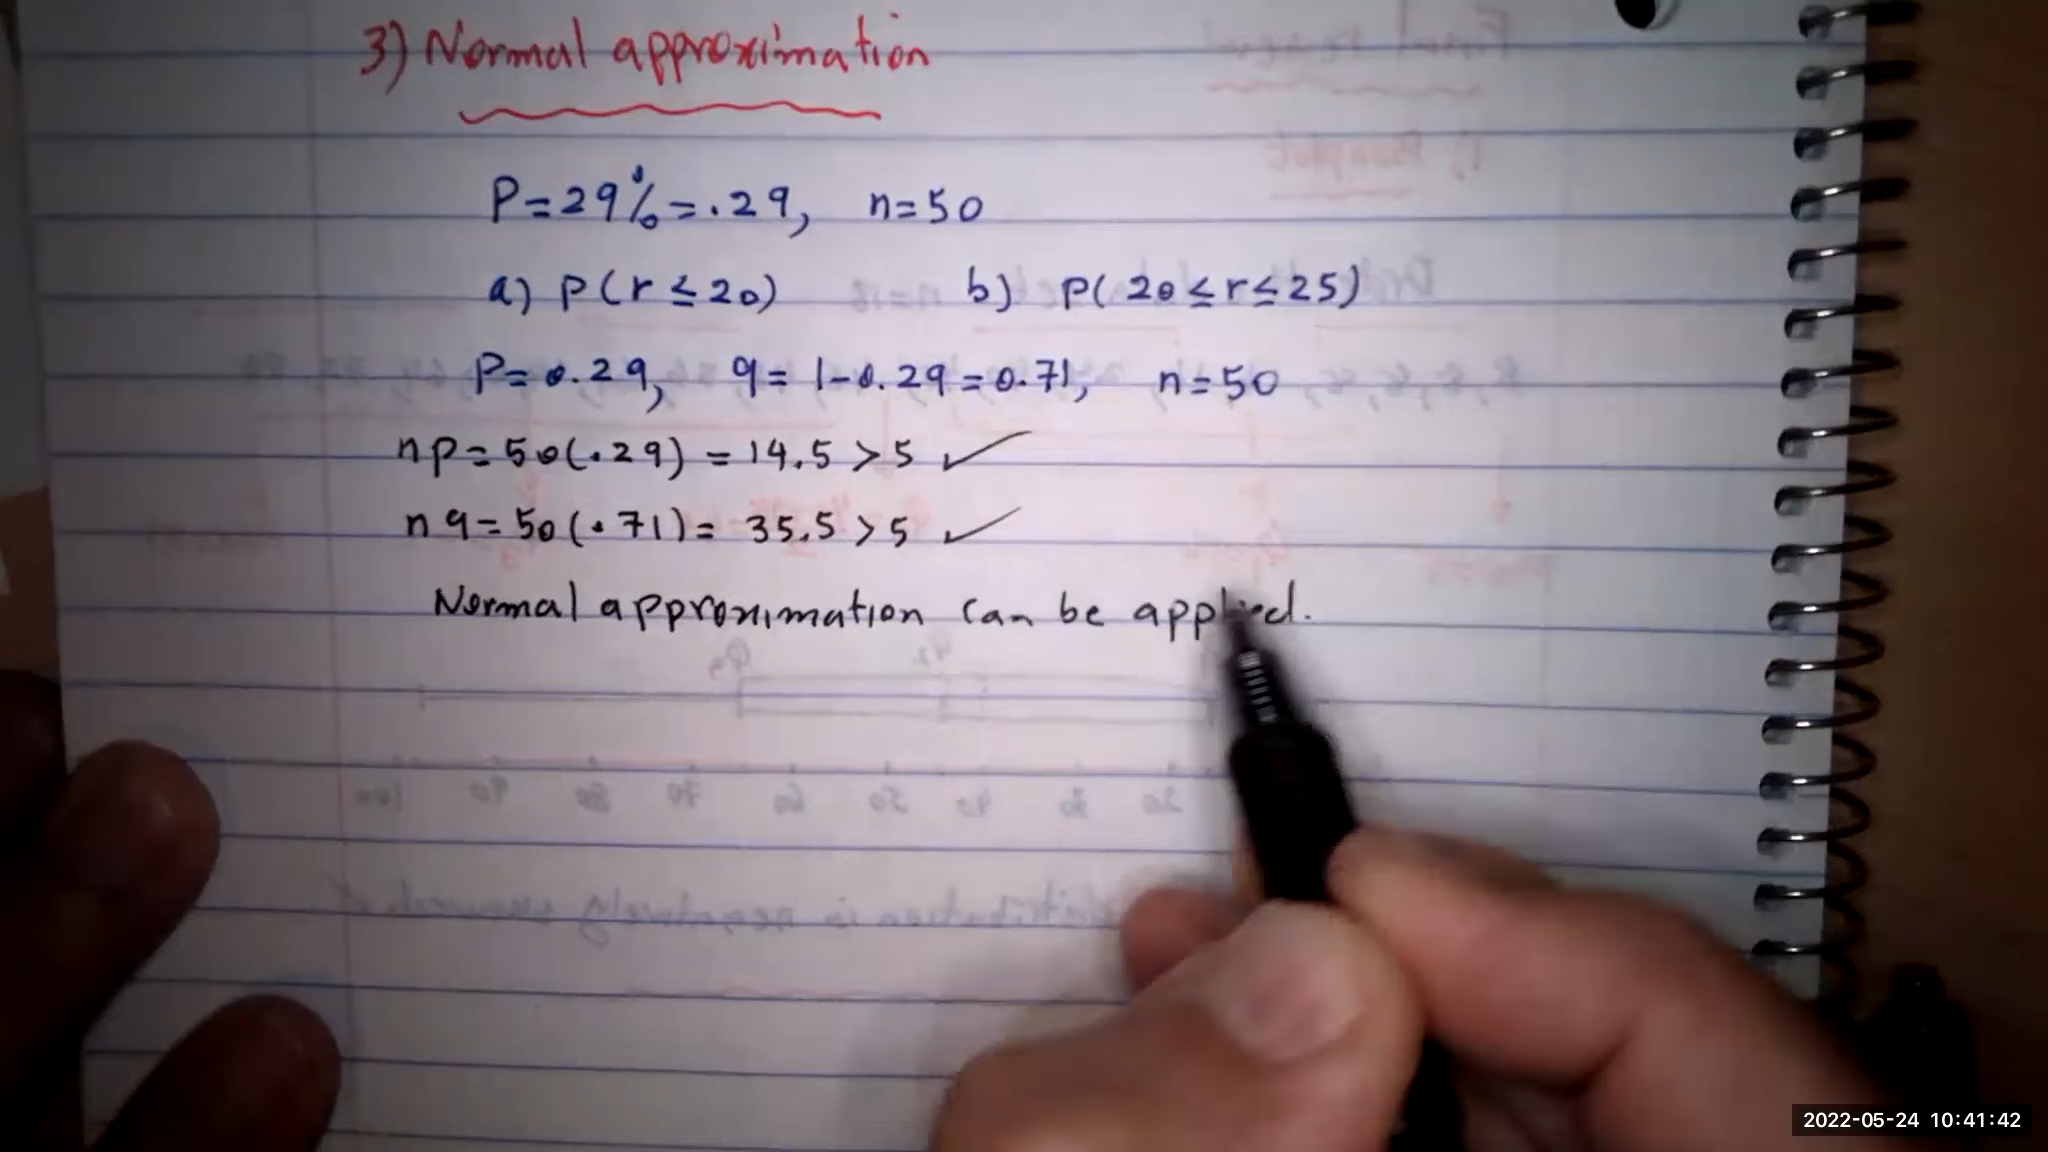 3) Normal approximation
P = 29% = .29, n = 50
a) P(r ≤ 20) b) P(20 ≤ r ≤ 25)
P = 0.29, q = 1-0.29 = 0.71, n = 50
np = 50(.29) = 14.5 > 5 ✓
nq = 50(.71) = 35.5 > 5 ✓
Normal approximation can be applied.
2022-05-24 10:41:42